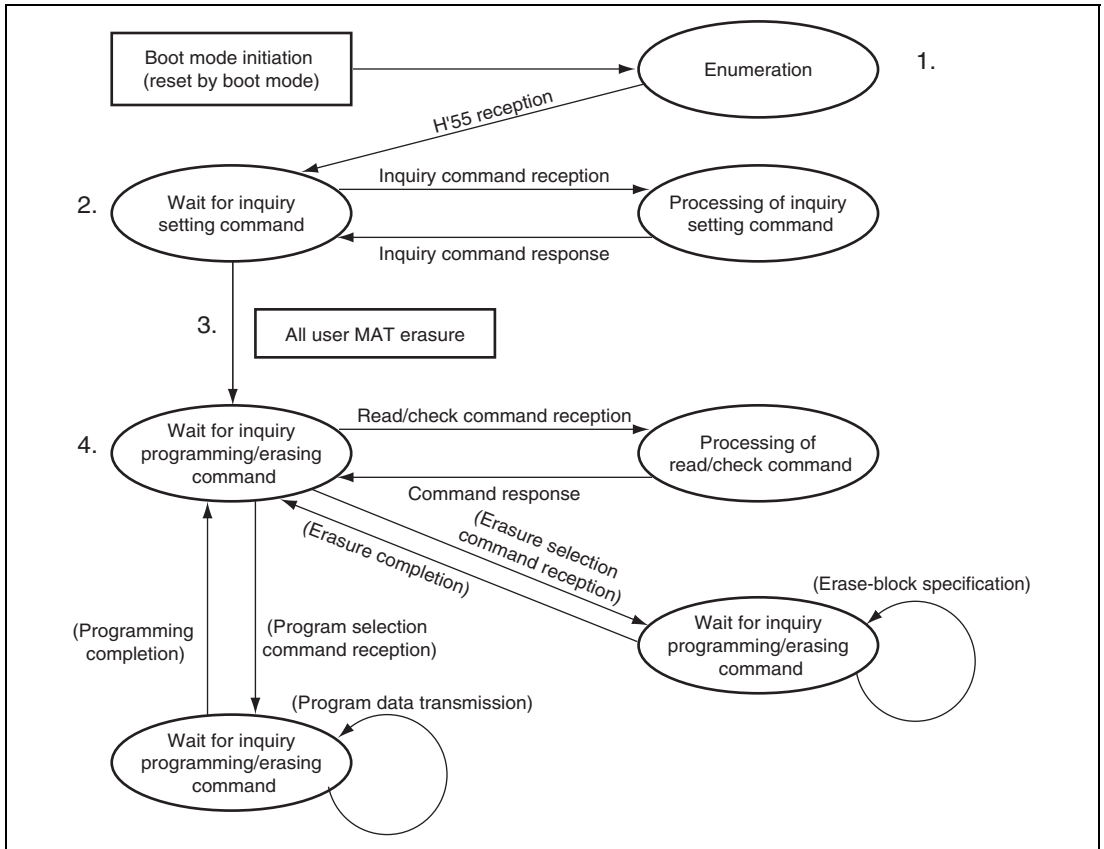 Boot mode initiation
(reset by boot mode)
Enumeration
1.
H'55 reception
2.
Wait for inquiry
setting command
Inquiry command reception
Processing of inquiry
setting command
Inquiry command response
3.
All user MAT erasure
4.
Wait for inquiry
programming/erasing
command
Read/check command reception
Processing of
read/check command
Command response
(Erasure selection
command reception)
(Erasure completion)
(Erase-block specification)
Wait for inquiry
programming/erasing
command
(Programming
completion)
(Program selection
command reception)
(Program data transmission)
Wait for inquiry
programming/erasing
command